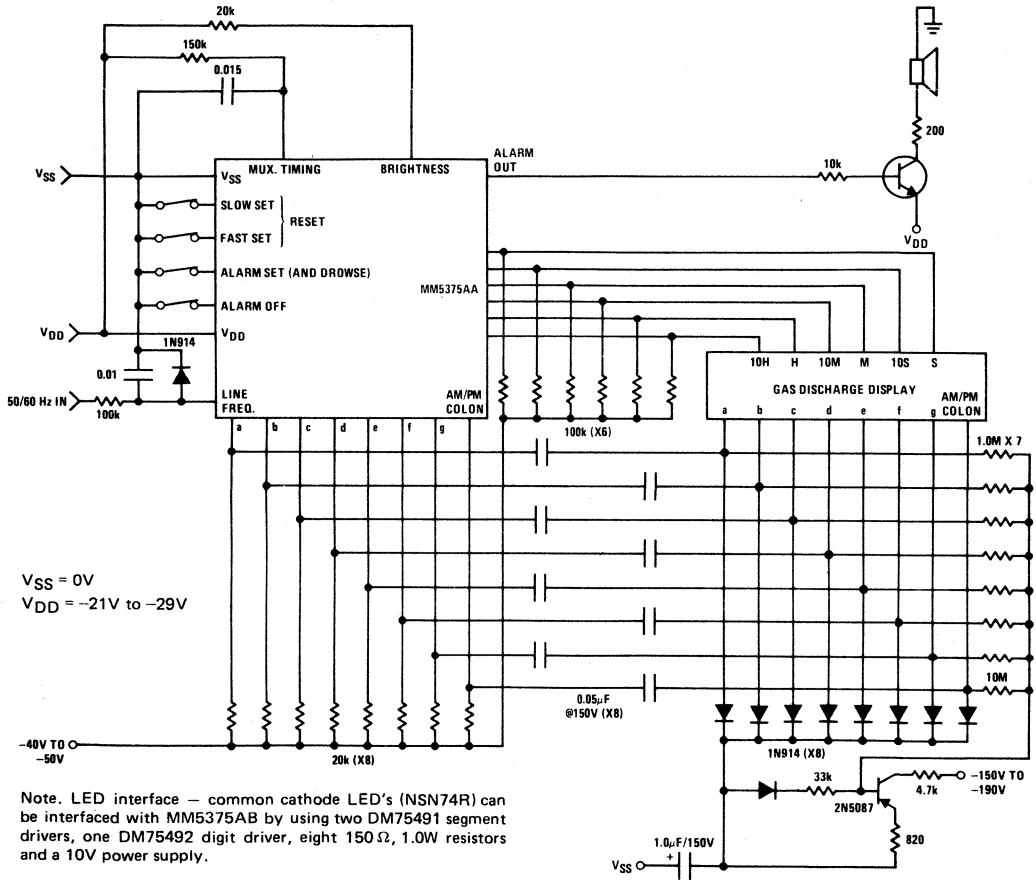 20k
150k
0.015
MUX. TIMING
BRIGHTNESS
ALARM
OUT
10k
200
VDD
VSS
VSS
SLOW SET
RESET
FAST SET
ALARM SET (AND DROWSE)
MM5375AA
ALARM OFF
VDD
VDD
1N914
0.01
50/60 Hz IN
100k
LINE
FREQ.
AM/PM
COLON
a b c d e f g
100k (X6)
10H H 10M M 10S S
GAS DISCHARGE DISPLAY
AM/PM
COLON
a b c d e f g
1.0M X 7
VSS = 0V
VDD = −21V to −29V
10M
0.05μF
@150V (X8)
−40V TO
−50V
20k (X8)
1N914 (X8)
33k
2N5087
4.7k
−150V TO
−190V
820
1.0μF/150V
+
VSS
Note. LED interface – common cathode LED's (NSN74R) can
be interfaced with MM5375AB by using two DM75491 segment
drivers, one DM75492 digit driver, eight 150Ω, 1.0W resistors
and a 10V power supply.